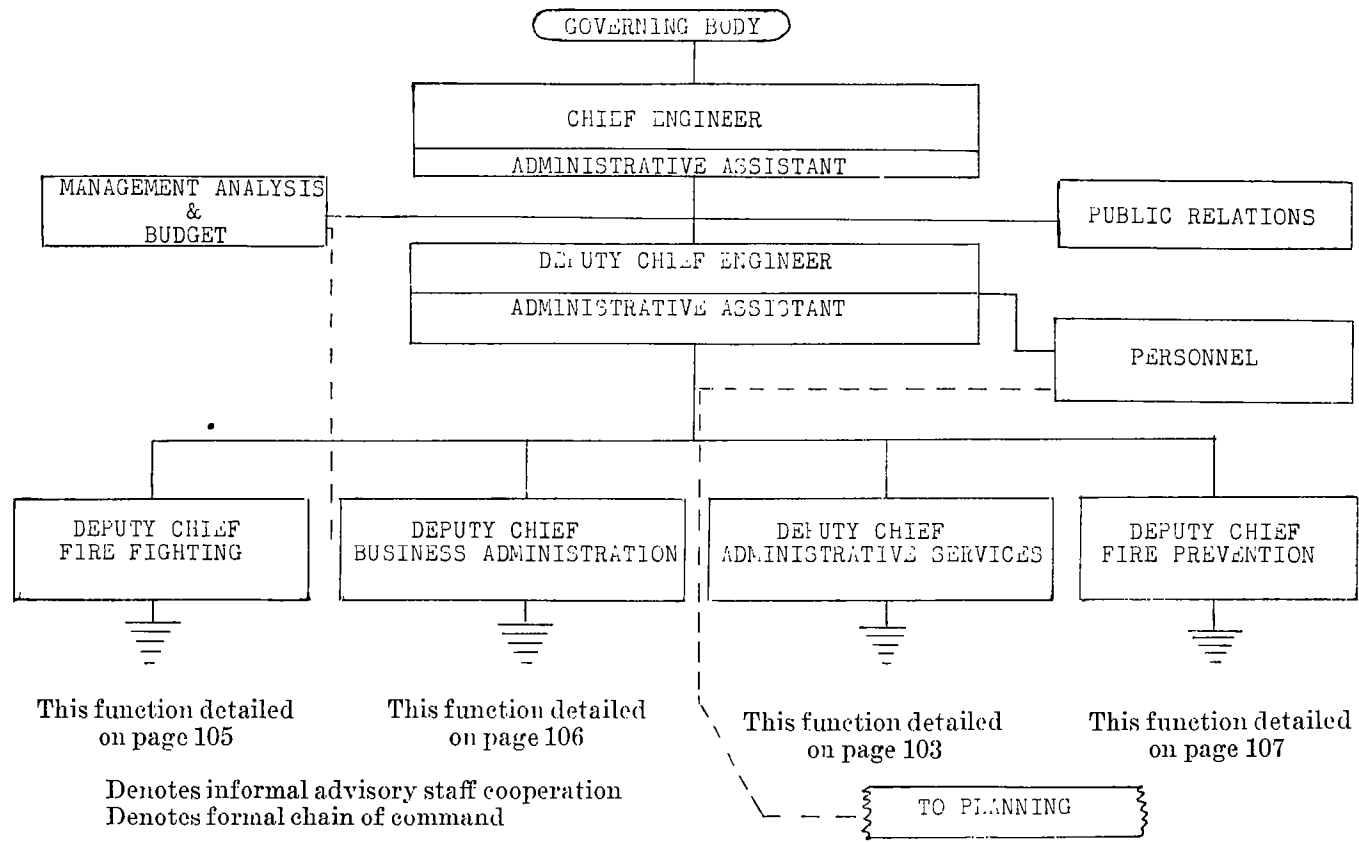 GOVERNING BODY
CHIEF ENGINEER
ADMINISTRATIVE ASSISTANT
MANAGEMENT ANALYSIS
&
BUDGET
PUBLIC RELATIONS
DEPUTY CHIEF ENGINEER
ADMINISTRATIVE ASSISTANT
PERSONNEL
DEPUTY CHIEF
FIRE FIGHTING
DEPUTY CHIEF
BUSINESS ADMINISTRATION
DEPUTY CHIEF
ADMINISTRATIVE SERVICES
DEPUTY CHIEF
FIRE PREVENTION
This function detailed
on page 105
This function detailed
on page 106
This function detailed
on page 103
This function detailed
on page 107
Denotes informal advisory staff cooperation
Denotes formal chain of command
TO PLANNING